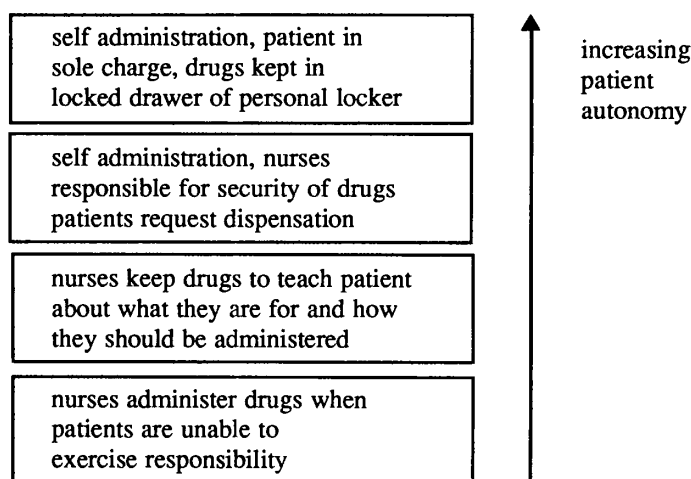 self administration, patient in
sole charge, drugs kept in
locked drawer of personal locker
increasing
patient
autonomy
self administration, nurses
responsible for security of drugs
patients request dispensation
nurses keep drugs to teach patient
about what they are for and how
they should be administered
nurses administer drugs when
patients are unable to
exercise responsibility